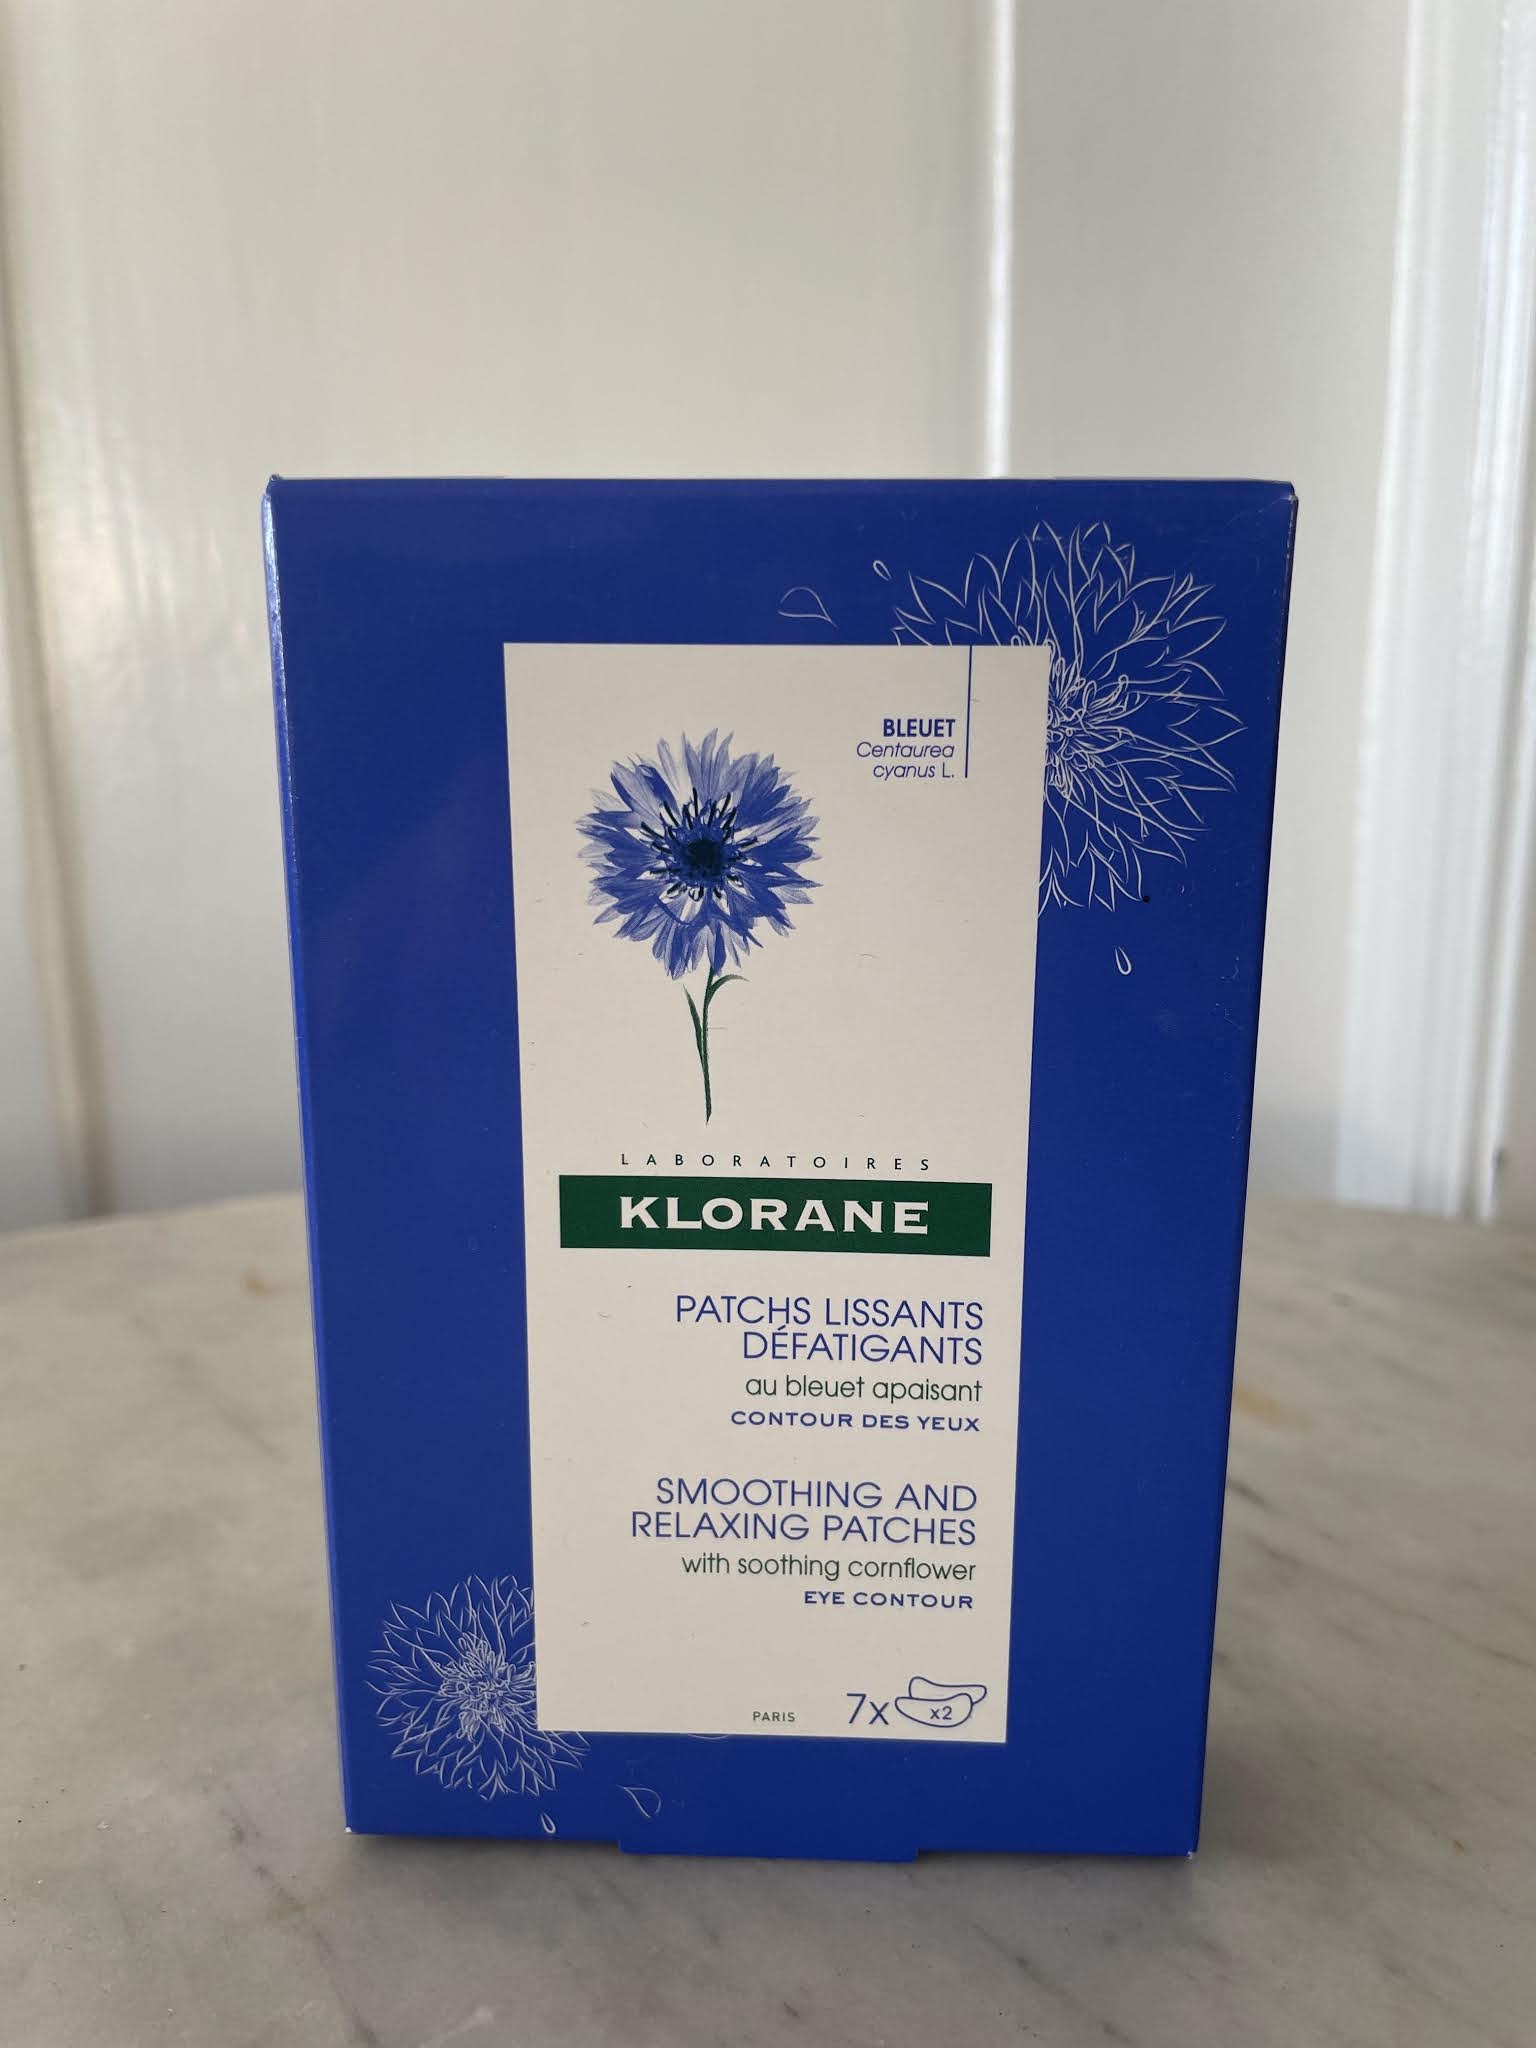 BLEUET
Centaurea
cyanus L.
LABORATOIRES
KLORANE
PATCHS LISSANTS
DÉFATIGANTS
au bleuet apaisant
CONTOUR DES YEUX
SMOOTHING AND
RELAXING PATCHES
with soothing cornflower
EYE CONTOUR
PARIS 7x x2